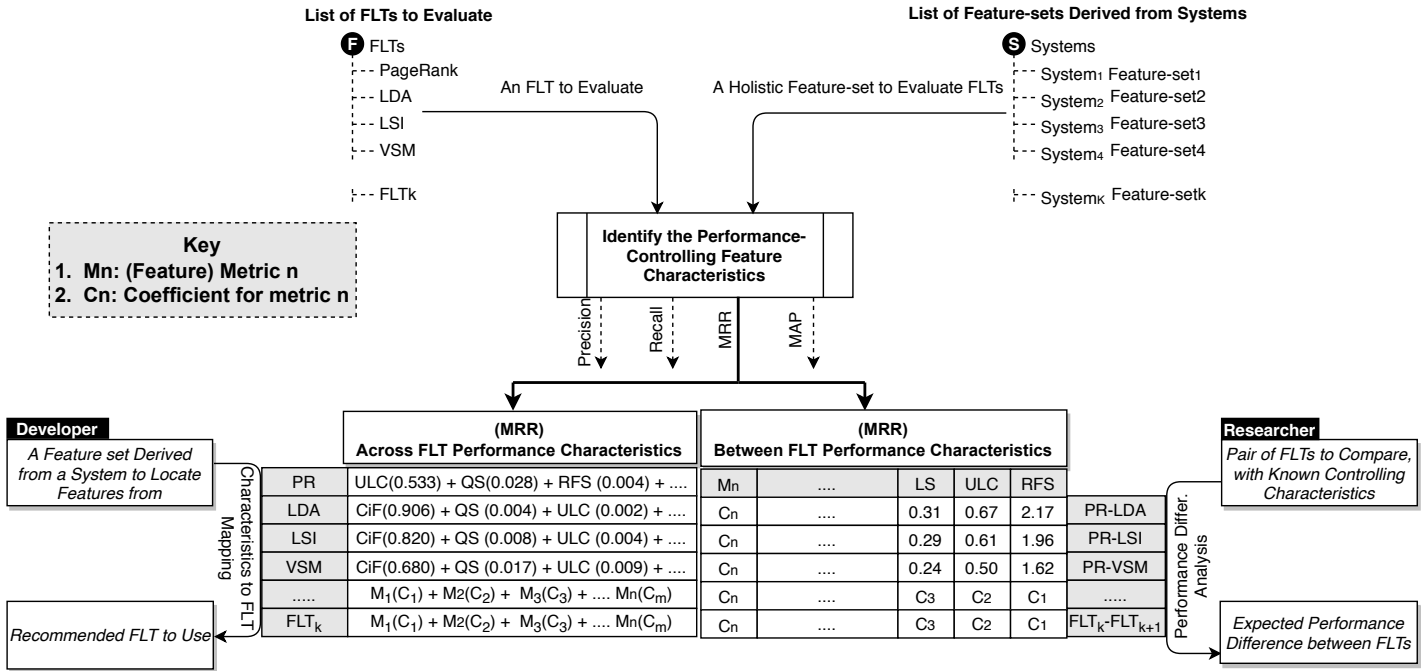 List of FLTs to Evaluate
List of Feature-sets Derived from Systems
F FLTs
PageRank
LDA
LSI
VSM
FLTk
An FLT to Evaluate
A Holistic Feature-set to Evaluate FLTs
S Systems
System1 Feature-set1
System2 Feature-set2
System3 Feature-set3
System4 Feature-set4
SystemK Feature-setk
Key
1. Mn: (Feature) Metric n
2. Cn: Coefficient for metric n
Identify the Performance-
Controlling Feature
Characteristics
Precision
Recall
MRR
MAP
Developer
A Feature set Derived
from a System to Locate
Features from
Characteristics to FLT
Mapping
Recommended FLT to Use
(MRR)
Across FLT Performance Characteristics
PR ULC(0.533) + QS(0.028) + RFS (0.004) + ....
LDA CiF(0.906) + QS (0.004) + ULC (0.002) + ....
LSI CiF(0.820) + QS (0.008) + ULC (0.004) + ....
VSM CiF(0.680) + QS (0.017) + ULC (0.009) + ....
..... M1(C1) + M2(C2) + M3(C3) + .... Mn(Cm)
FLTk M1(C1) + M2(C2) + M3(C3) + .... Mn(Cm)
(MRR)
Between FLT Performance Characteristics
Mn .... LS ULC RFS
Cn .... 0.31 0.67 2.17 PR-LDA
Cn .... 0.29 0.61 1.96 PR-LSI
Cn .... 0.24 0.50 1.62 PR-VSM
Cn .... C3 C2 C1 .....
Cn .... C3 C2 C1 FLTk-FLTk+1
Researcher
Pair of FLTs to Compare,
with Known Controlling
Characteristics
Performance Differ.
Analysis
Expected Performance
Difference between FLTs